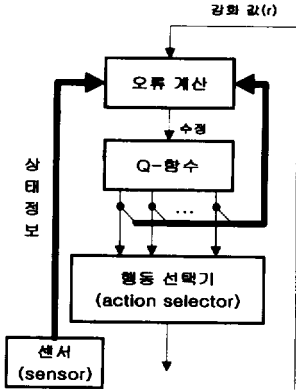 강화 값(r)
오류 계산
수정
Q-함수
상태정보
...
행동 선택기
(action selector)
센서
(sensor)